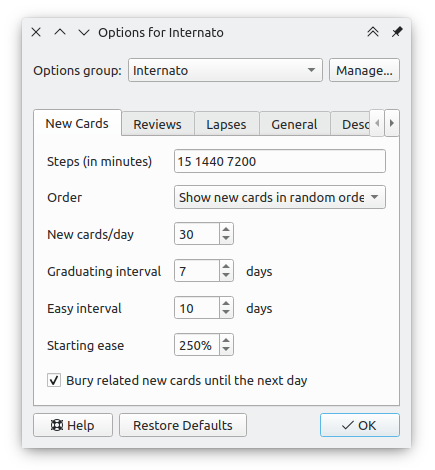 Options for Internato
Options group: Internato Manage...
New Cards Reviews Lapses General Desc
Steps (in minutes) 15 1440 7200
Order Show new cards in random orde
New cards/day 30
Graduating interval 7 days
Easy interval 10 days
Starting ease 250%
Bury related new cards until the next day
Help Restore Defaults OK